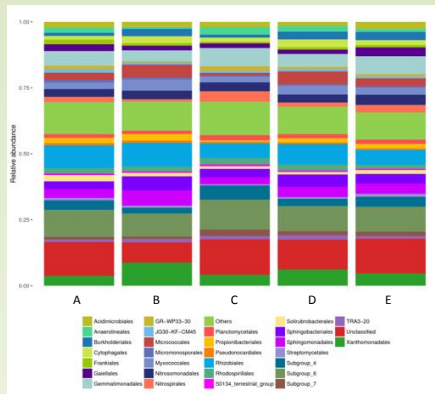 1.00
0.75
Relative abundance
0.50
0.25
0.00
A B C D E
Acidimicrobiales GR-WP33-30 Others Solirubrobacterales TRA3-20
Anaerolineales JG30-KF-CM45 Planctomycetales Sphingobacteriales Unclassified
Burkholderiales Micrococcales Propionibacteriales Sphingomonadales Xanthomonadales
Cytophagales Micromonosporales Pseudonocardiales Streptomycetales
Frankiales Myxococcales Rhizobiales Subgroup_4
Gaiellales Nitrosomonadales Rhodospirillales Subgroup_6
Gemmatimonadales Nitrospirales S0134_terrestrial_group Subgroup_7